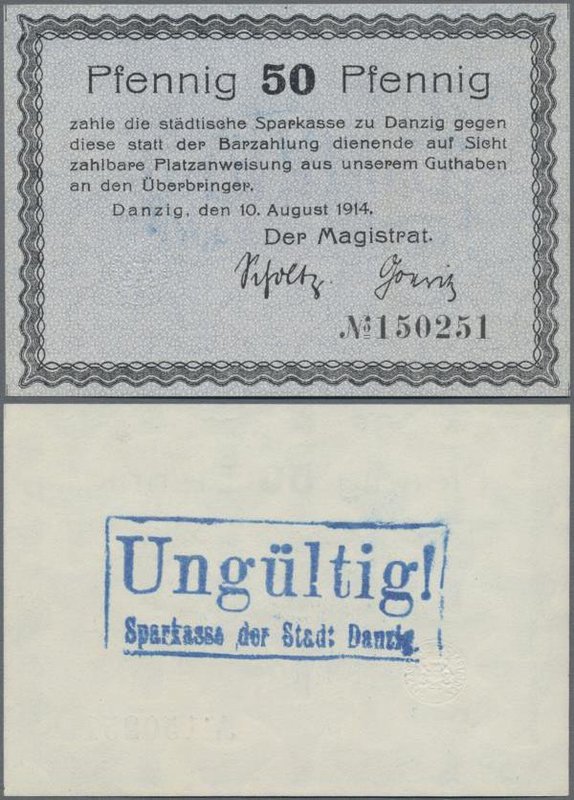 Pfennig 50 Pfennig
zahle die städtische Sparkasse zu Danzig gegen
diese statt der Barzahlung dienende auf Sicht
zahlbare Platzanweisung aus unserem Guthaben
an den Überbringer.
Danzig, den 10. August 1914.
Der Magistrat.
Scholtz.
№150251
Ungültig!
Sparkasse der Stadt Danzig.